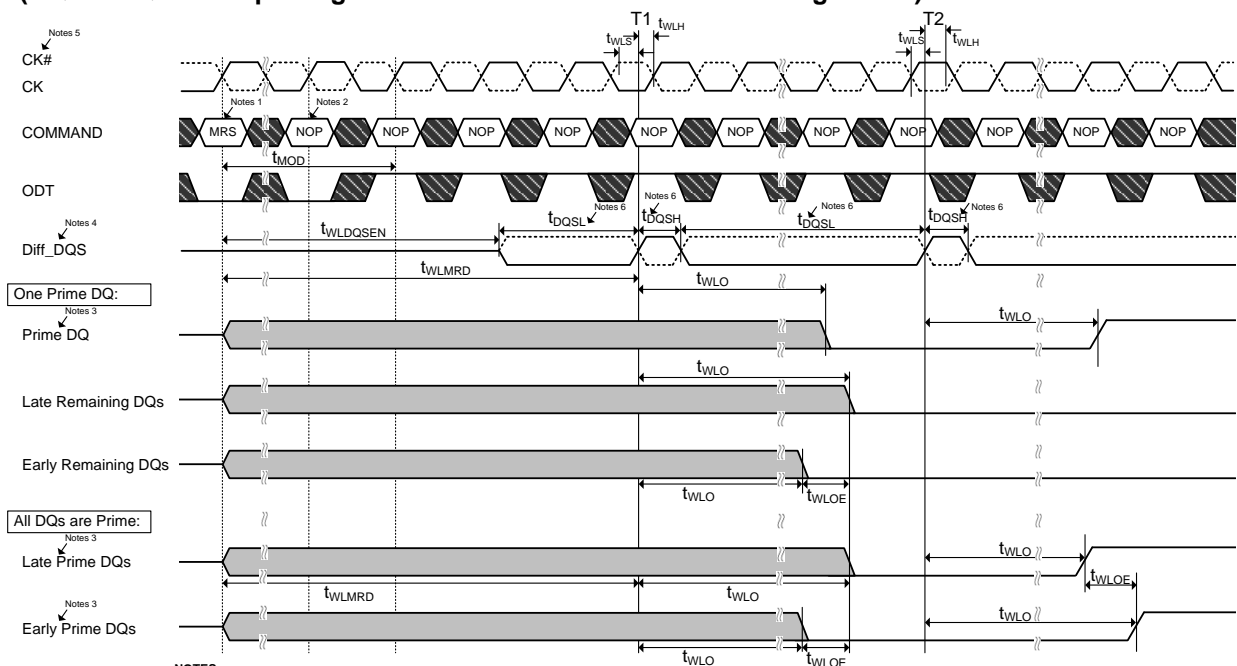 T1 T2
Notes 5
tWLS tWLH tWLS tWLH
CK#
CK
Notes 1 Notes 2
COMMAND MRS NOP NOP NOP NOP NOP NOP NOP NOP NOP NOP NOP
tMOD
ODT
Notes 4
Diff_DQS tWLDQSEN tDQSL Notes 6 tDQSH Notes 6 tDQSL Notes 6 tDQSH Notes 6
tWLMRD tWLO
One Prime DQ:
Notes 3
Prime DQ tWLO
tWLO
Late Remaining DQs
Early Remaining DQs
tWLO tWLOE
All DQs are Prime:
Notes 3
Late Prime DQs tWLO
tWLMRD tWLO tWLOE
Notes 3
Early Prime DQs tWLO
tWLO tWLOE
NOTES